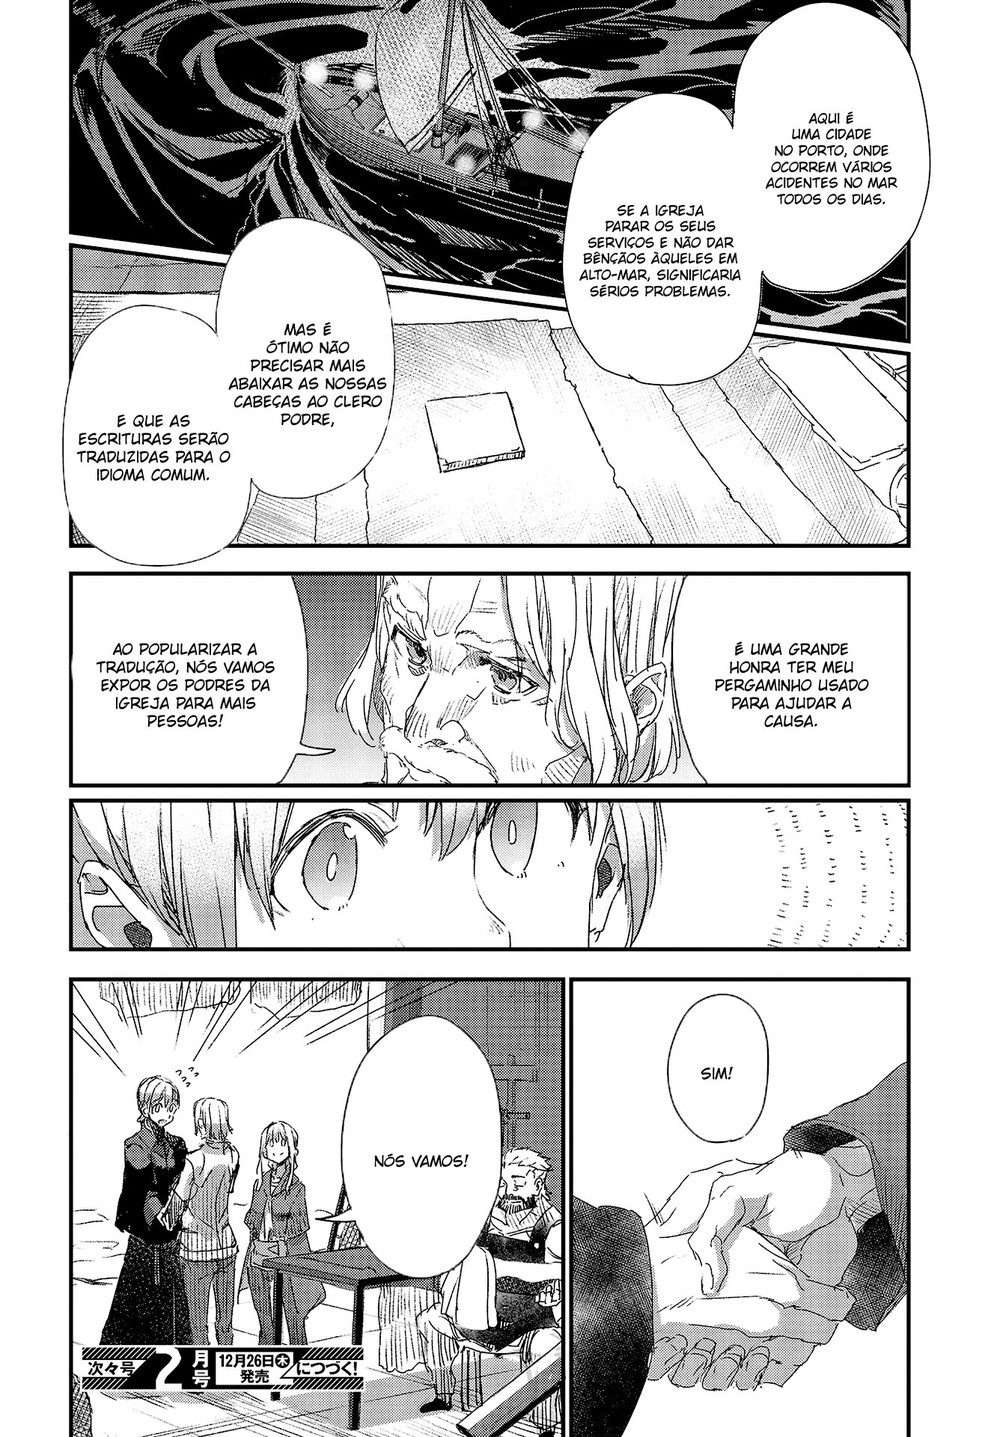 AQUI É
UMA CIDADE
NO PORTO, ONDE
OCORREM VÁRIOS
ACIDENTES NO MAR
TODOS OS DIAS.
SE A IGREJA
PARAR OS SEUS
SERVIÇOS E NÃO DAR
BÊNÇÃOS ÀQUELES EM
ALTO-MAR, SIGNIFICARIA
SÉRIOS PROBLEMAS.
MAS É
ÓTIMO NÃO
PRECISAR MAIS
ABAIXAR AS NOSSAS
CABEÇAS AO CLERO
PODRE,
E QUE AS
ESCRITURAS SERÃO
TRADUZIDAS PARA O
IDIOMA COMUM.
É UMA GRANDE
HONRA TER MEU
PERGAMINHO USADO
PARA AJUDAR A
CAUSA.
AO POPULARIZAR A
TRADUÇÃO, NÓS VAMOS
EXPOR OS PODRES DA
IGREJA PARA MAIS
PESSOAS!
SIM!
NÓS VAMOS!
次々号2月号12月26日(木)発売につづく!